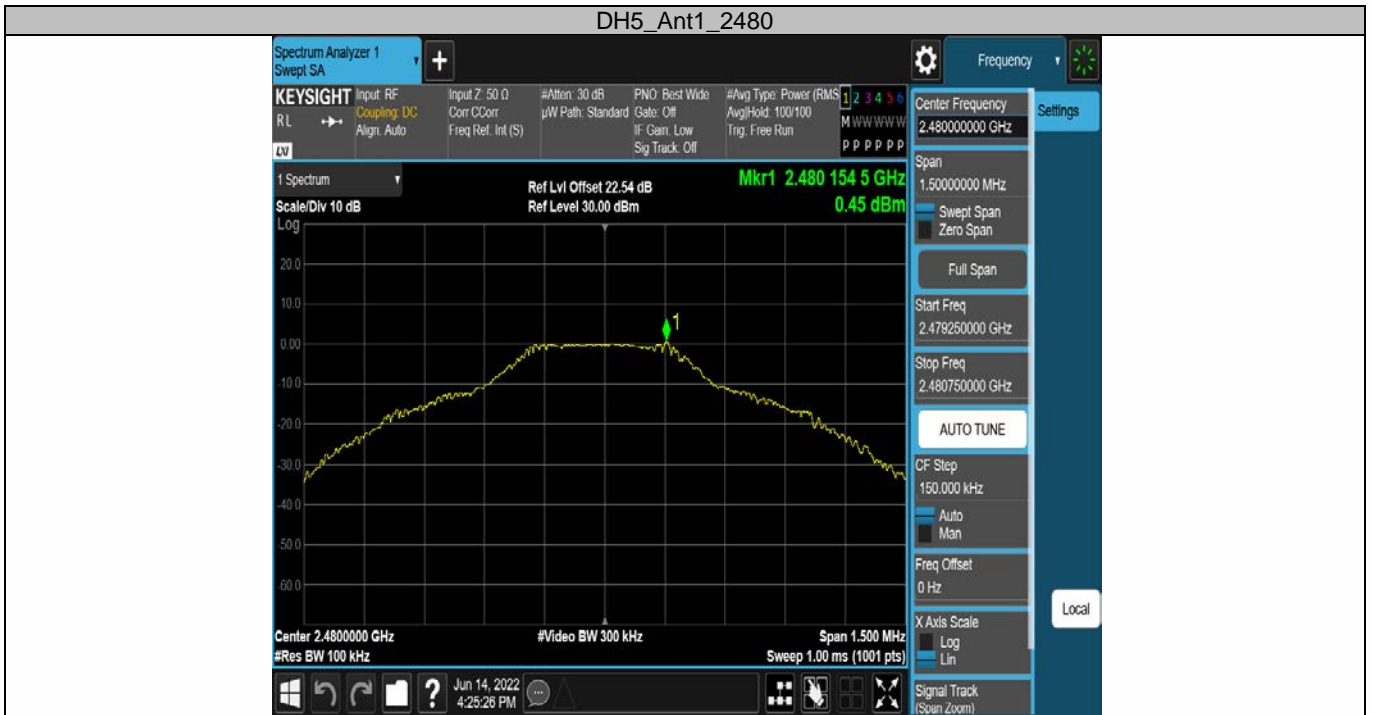 DH5_Ant1_2480
Spectrum Analyzer 1
Swept SA
+
Frequency
KEYSIGHT
RL
LXI
Input: RF
Coupling: DC
Align: Auto
Input Z: 50 Ω
Corr CCorr
Freq Ref: Int (S)
#Atten: 30 dB
µW Path: Standard
PNO: Best Wide
Gate: Off
IF Gain: Low
Sig Track: Off
#Avg Type: Power (RMS
Avg|Hold: 100/100
Trig: Free Run
1 2 3 4 5 6
M W W W W W
P P P P P P
1 Spectrum
Scale/Div 10 dB
Log
Ref Lvl Offset 22.54 dB
Ref Level 30.00 dBm
Mkr1 2.480 154 5 GHz
0.45 dBm
20.0
10.0
0.00
-10.0
-20.0
-30.0
-40.0
-50.0
-60.0
1
Center 2.4800000 GHz
#Res BW 100 kHz
#Video BW 300 kHz
Span 1.500 MHz
Sweep 1.00 ms (1001 pts)
?
Jun 14, 2022
4:25:26 PM
Center Frequency
2.480000000 GHz
Settings
Span
1.50000000 MHz
Swept Span
Zero Span
Full Span
Start Freq
2.479250000 GHz
Stop Freq
2.480750000 GHz
AUTO TUNE
CF Step
150.000 kHz
Auto
Man
Freq Offset
0 Hz
X Axis Scale
Log
Lin
Local
Signal Track
(Span Zoom)